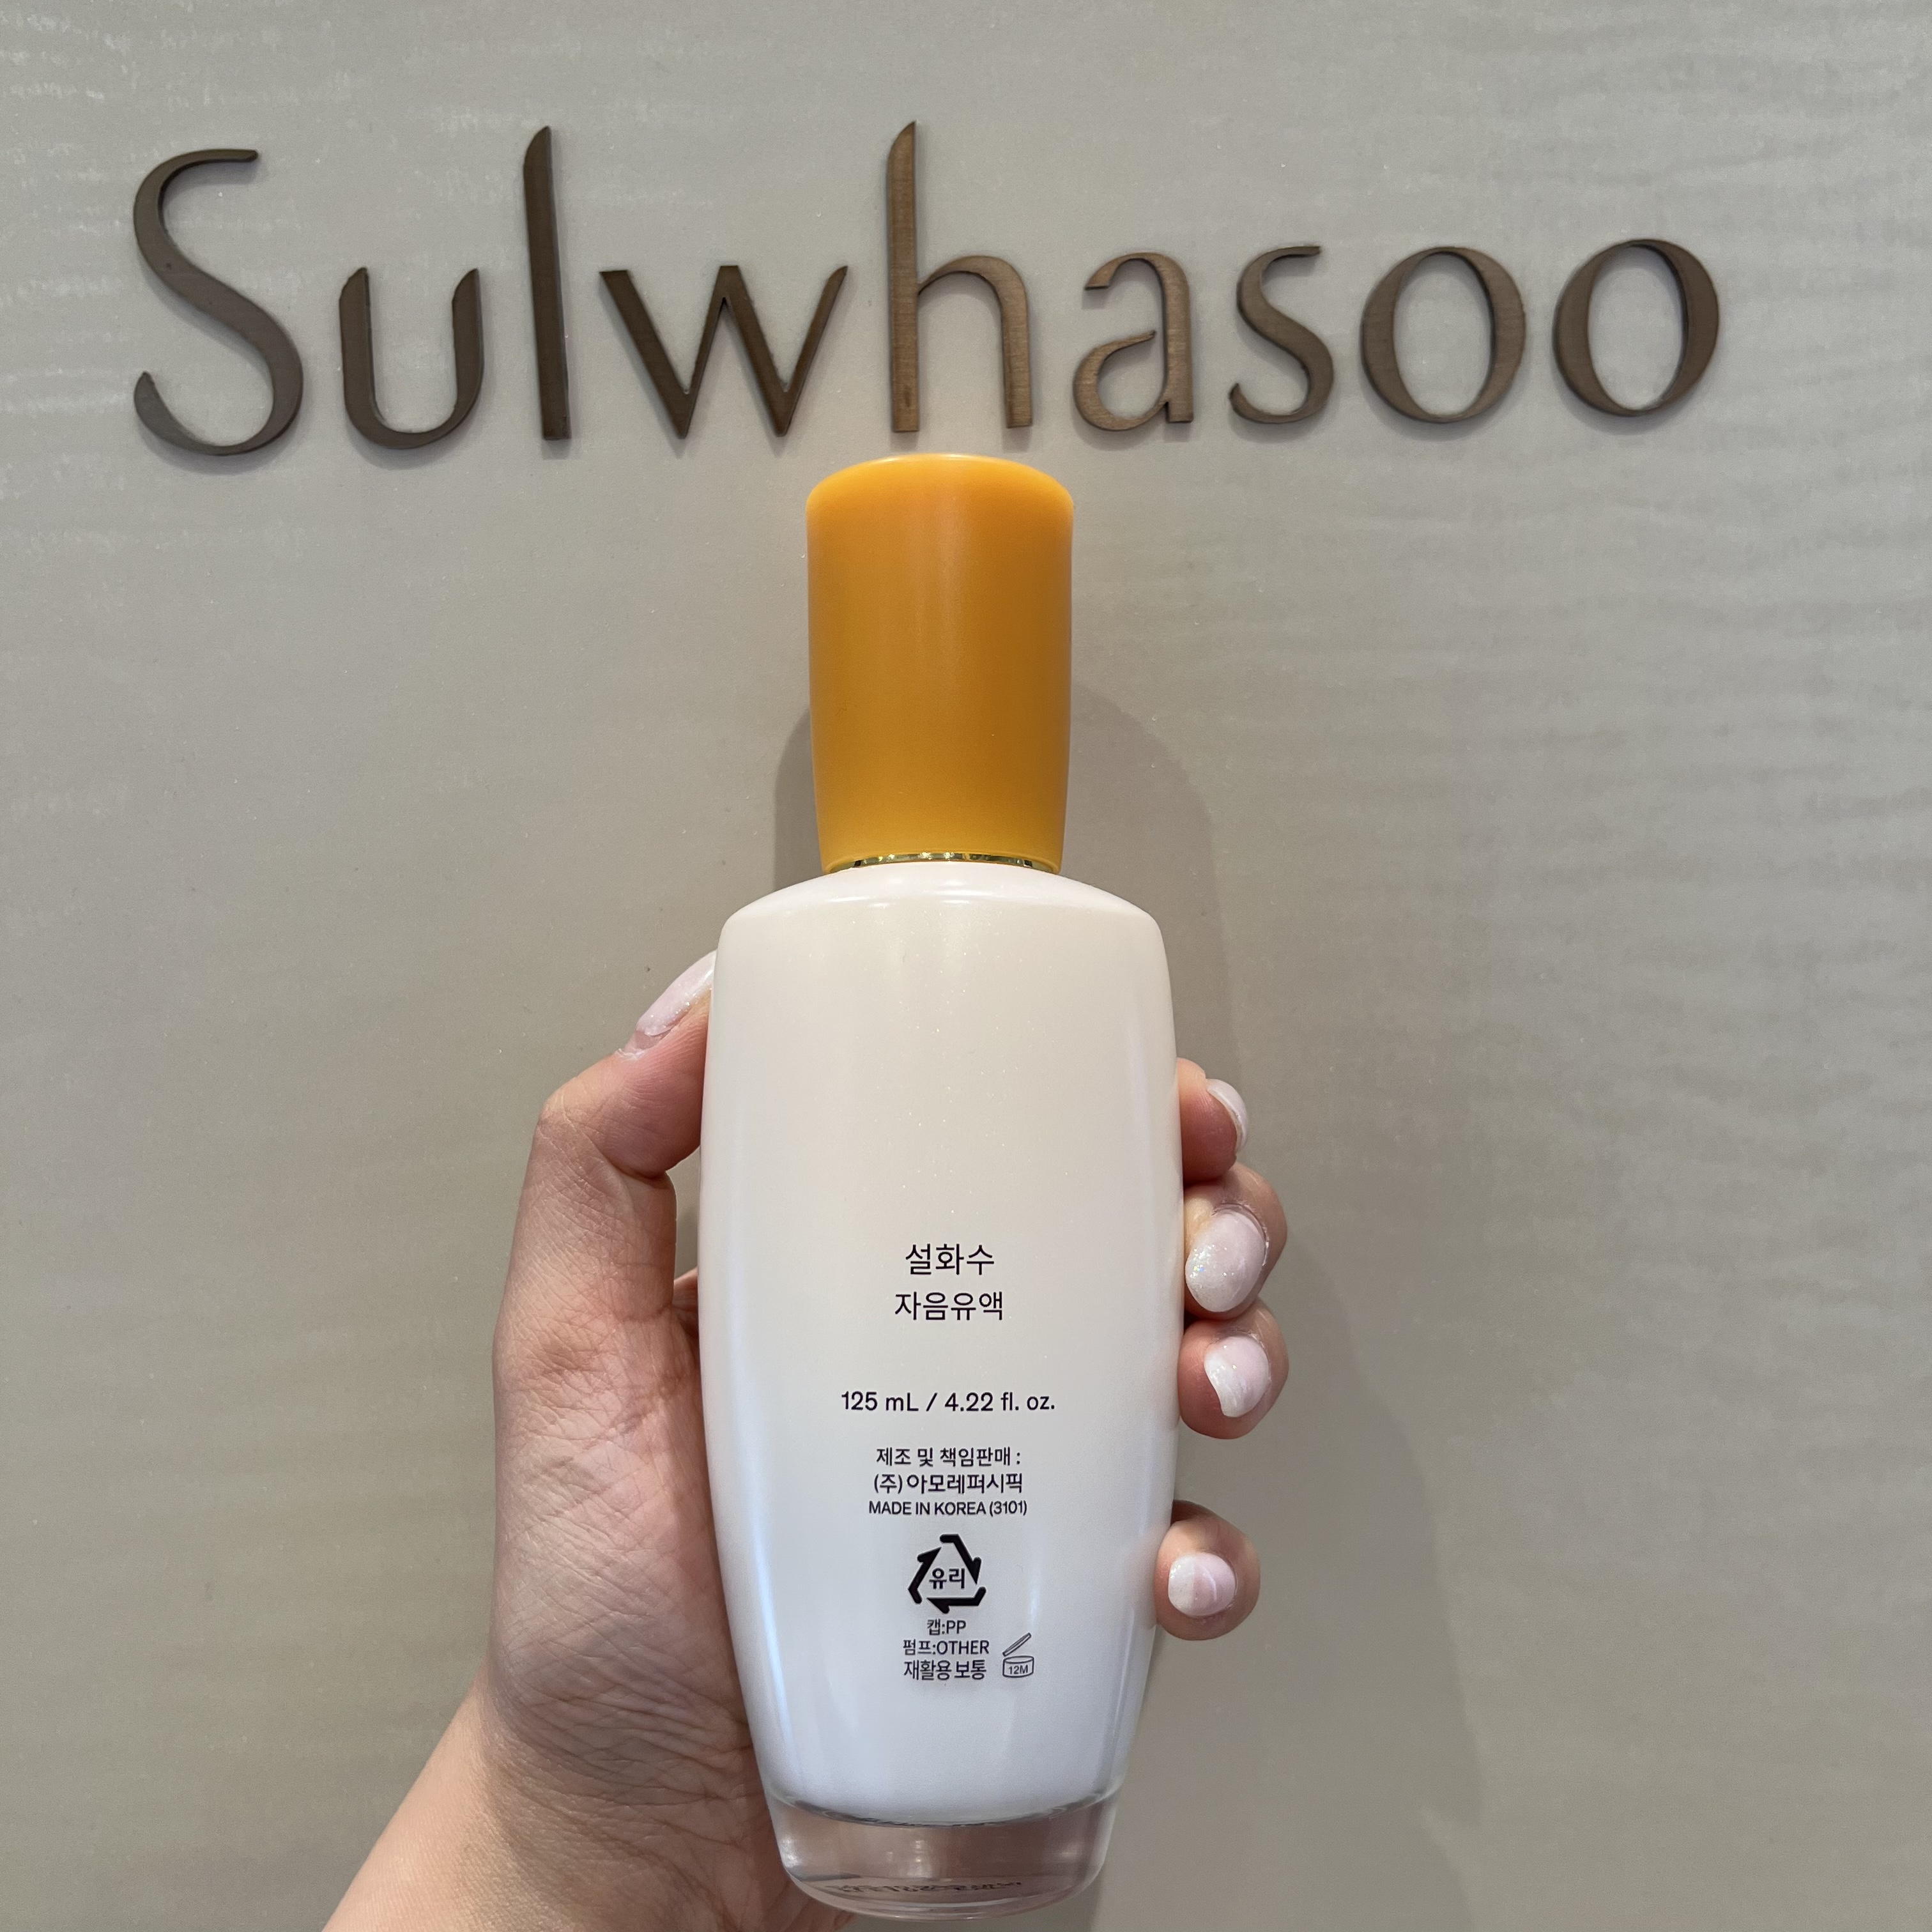 Sulwhasoo
설화수
자음유액
125 mL / 4.22 fl. oz.
제조 및 책임판매 :
(주)아모레퍼시픽
MADE IN KOREA (3101)
유리
캡:PP
펌프:OTHER
재활용 보통
12M